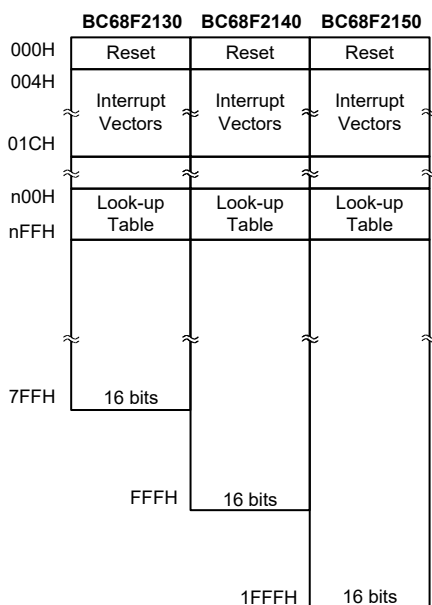 BC68F2130 BC68F2140 BC68F2150
000H Reset Reset Reset
004H
Interrupt Interrupt Interrupt
Vectors Vectors Vectors
01CH
n00H Look-up Look-up Look-up
nFFH Table Table Table
7FFH 16 bits
FFFH 16 bits
1FFFH 16 bits